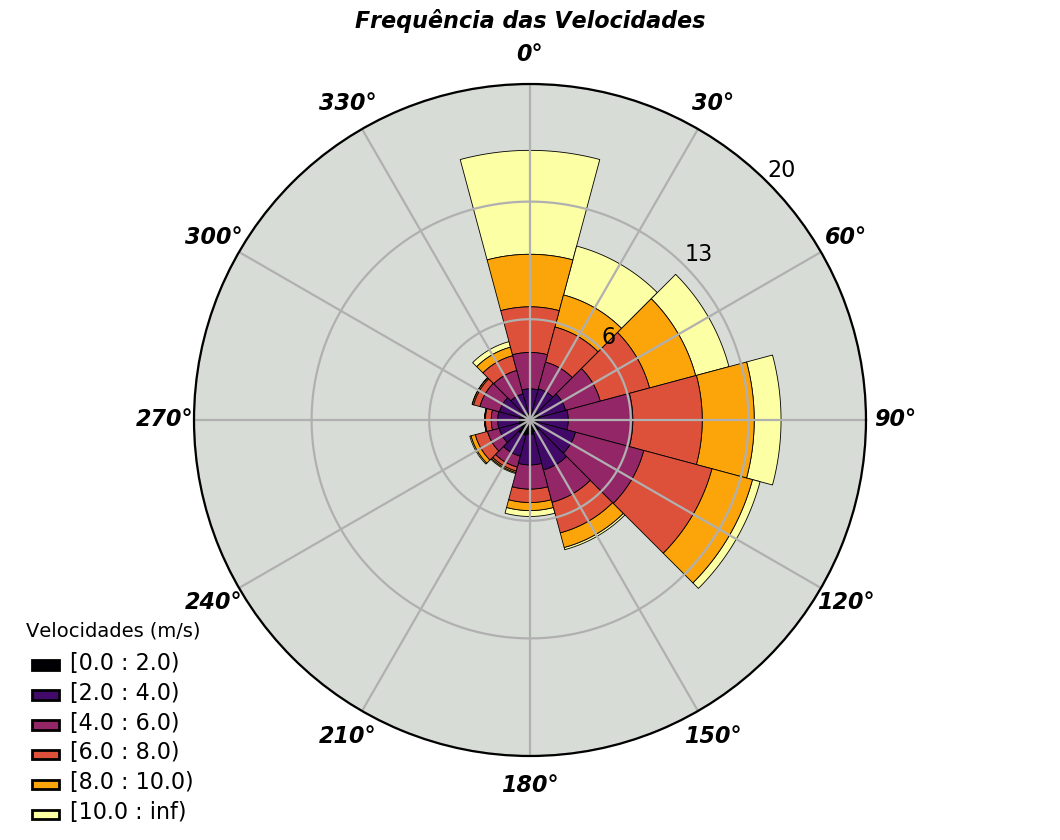 Frequência das Velocidades
0°
330°
30°
20
300°
60°
13
6
270°
90°
240°
120°
210°
150°
180°
Velocidades (m/s)
[0.0 : 2.0)
[2.0 : 4.0)
[4.0 : 6.0)
[6.0 : 8.0)
[8.0 : 10.0)
[10.0 : inf)